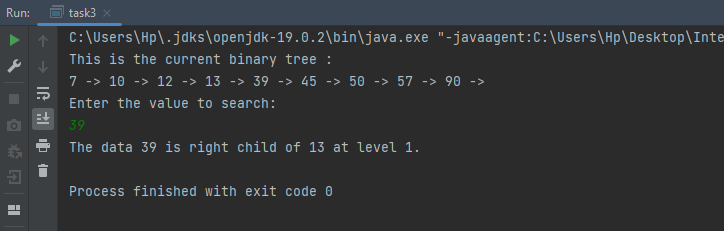 Run: task3
C:\Users\Hp\.jdks\openjdk-19.0.2\bin\java.exe "-javaagent:C:\Users\Hp\Desktop\Inte
This is the current binary tree :
7 -> 10 -> 12 -> 13 -> 39 -> 45 -> 50 -> 57 -> 90 ->
Enter the value to search:
39
The data 39 is right child of 13 at level 1.
Process finished with exit code 0